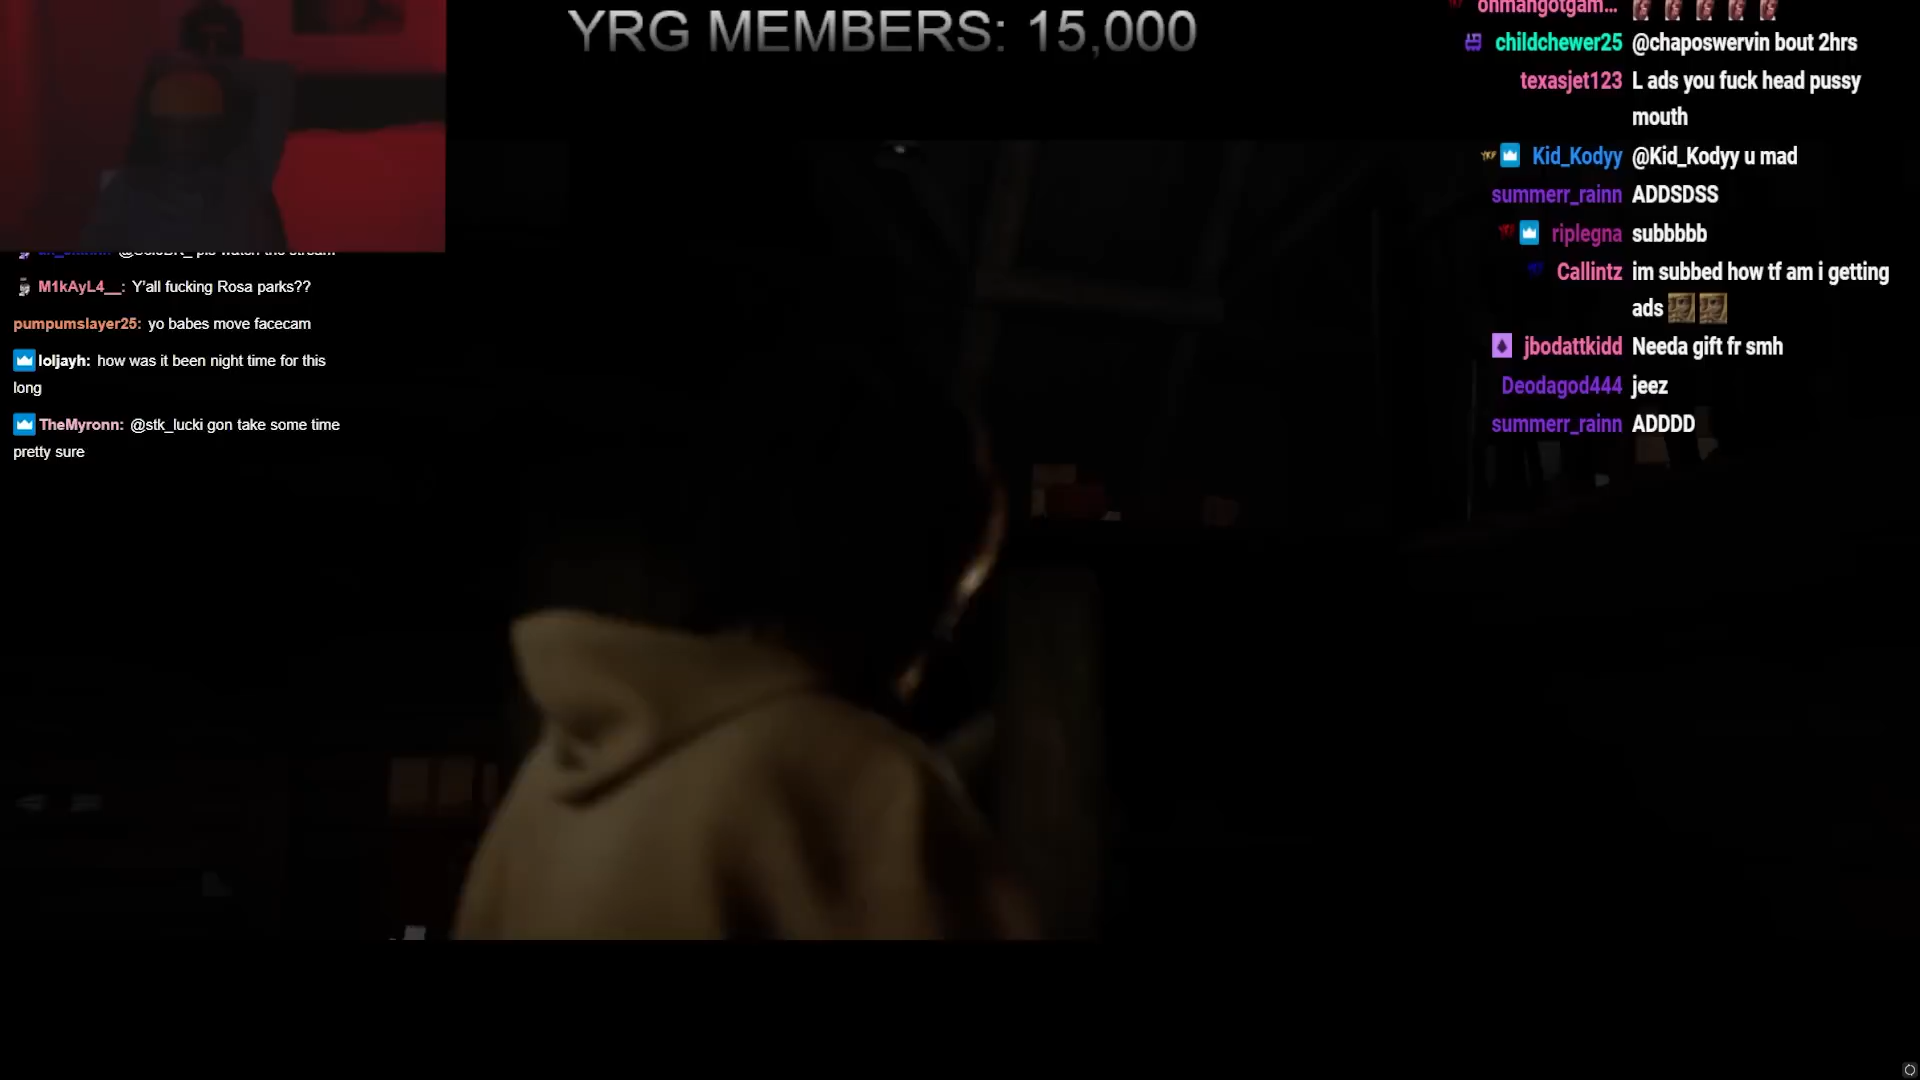 YRG MEMBERS: 15,000
M1kAyL4__: Y'all fucking Rosa parks??
pumpumslayer25: yo babes move facecam
loljayh: how was it been night time for this
long
TheMyronn: @stk_lucki gon take some time
pretty sure
ohmangotgam...
childchewer25 @chaposwervin bout 2hrs
texasjet123 L ads you fuck head pussy
mouth
Kid_Kodyy @Kid_Kodyy u mad
summerr_rainn ADDSDSS
riplegna subbbbb
Callintz im subbed how tf am i getting
ads
jbodattkidd Needa gift fr smh
Deodagod444 jeez
summerr_rainn ADDDD